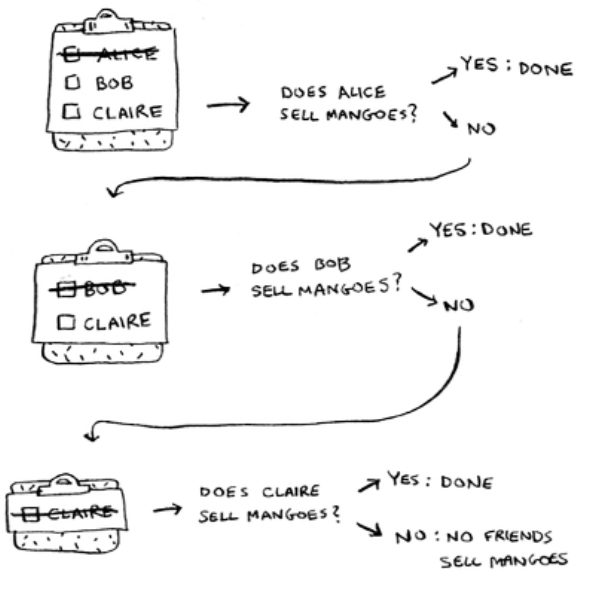 ALICE
BOB
CLAIRE
DOES ALICE
SELL MANGOES?
YES: DONE
NO
BOB
CLAIRE
DOES BOB
SELL MANGOES?
YES: DONE
NO
CLAIRE
DOES CLAIRE
SELL MANGOES?
YES: DONE
NO: NO FRIENDS
SELL MANGOES